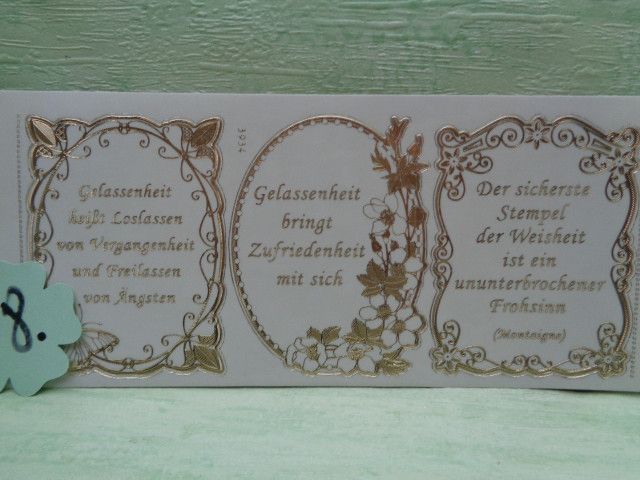 Gelassenheit
heißt Loslassen
von Vergangenheit
und Freilassen
von Ängsten
3934
Gelassenheit
bringt
Zufriedenheit
mit sich
Der sicherste
Stempel
der Weisheit
ist ein
ununterbrochener
Frohsinn
(Montaigne)
8.